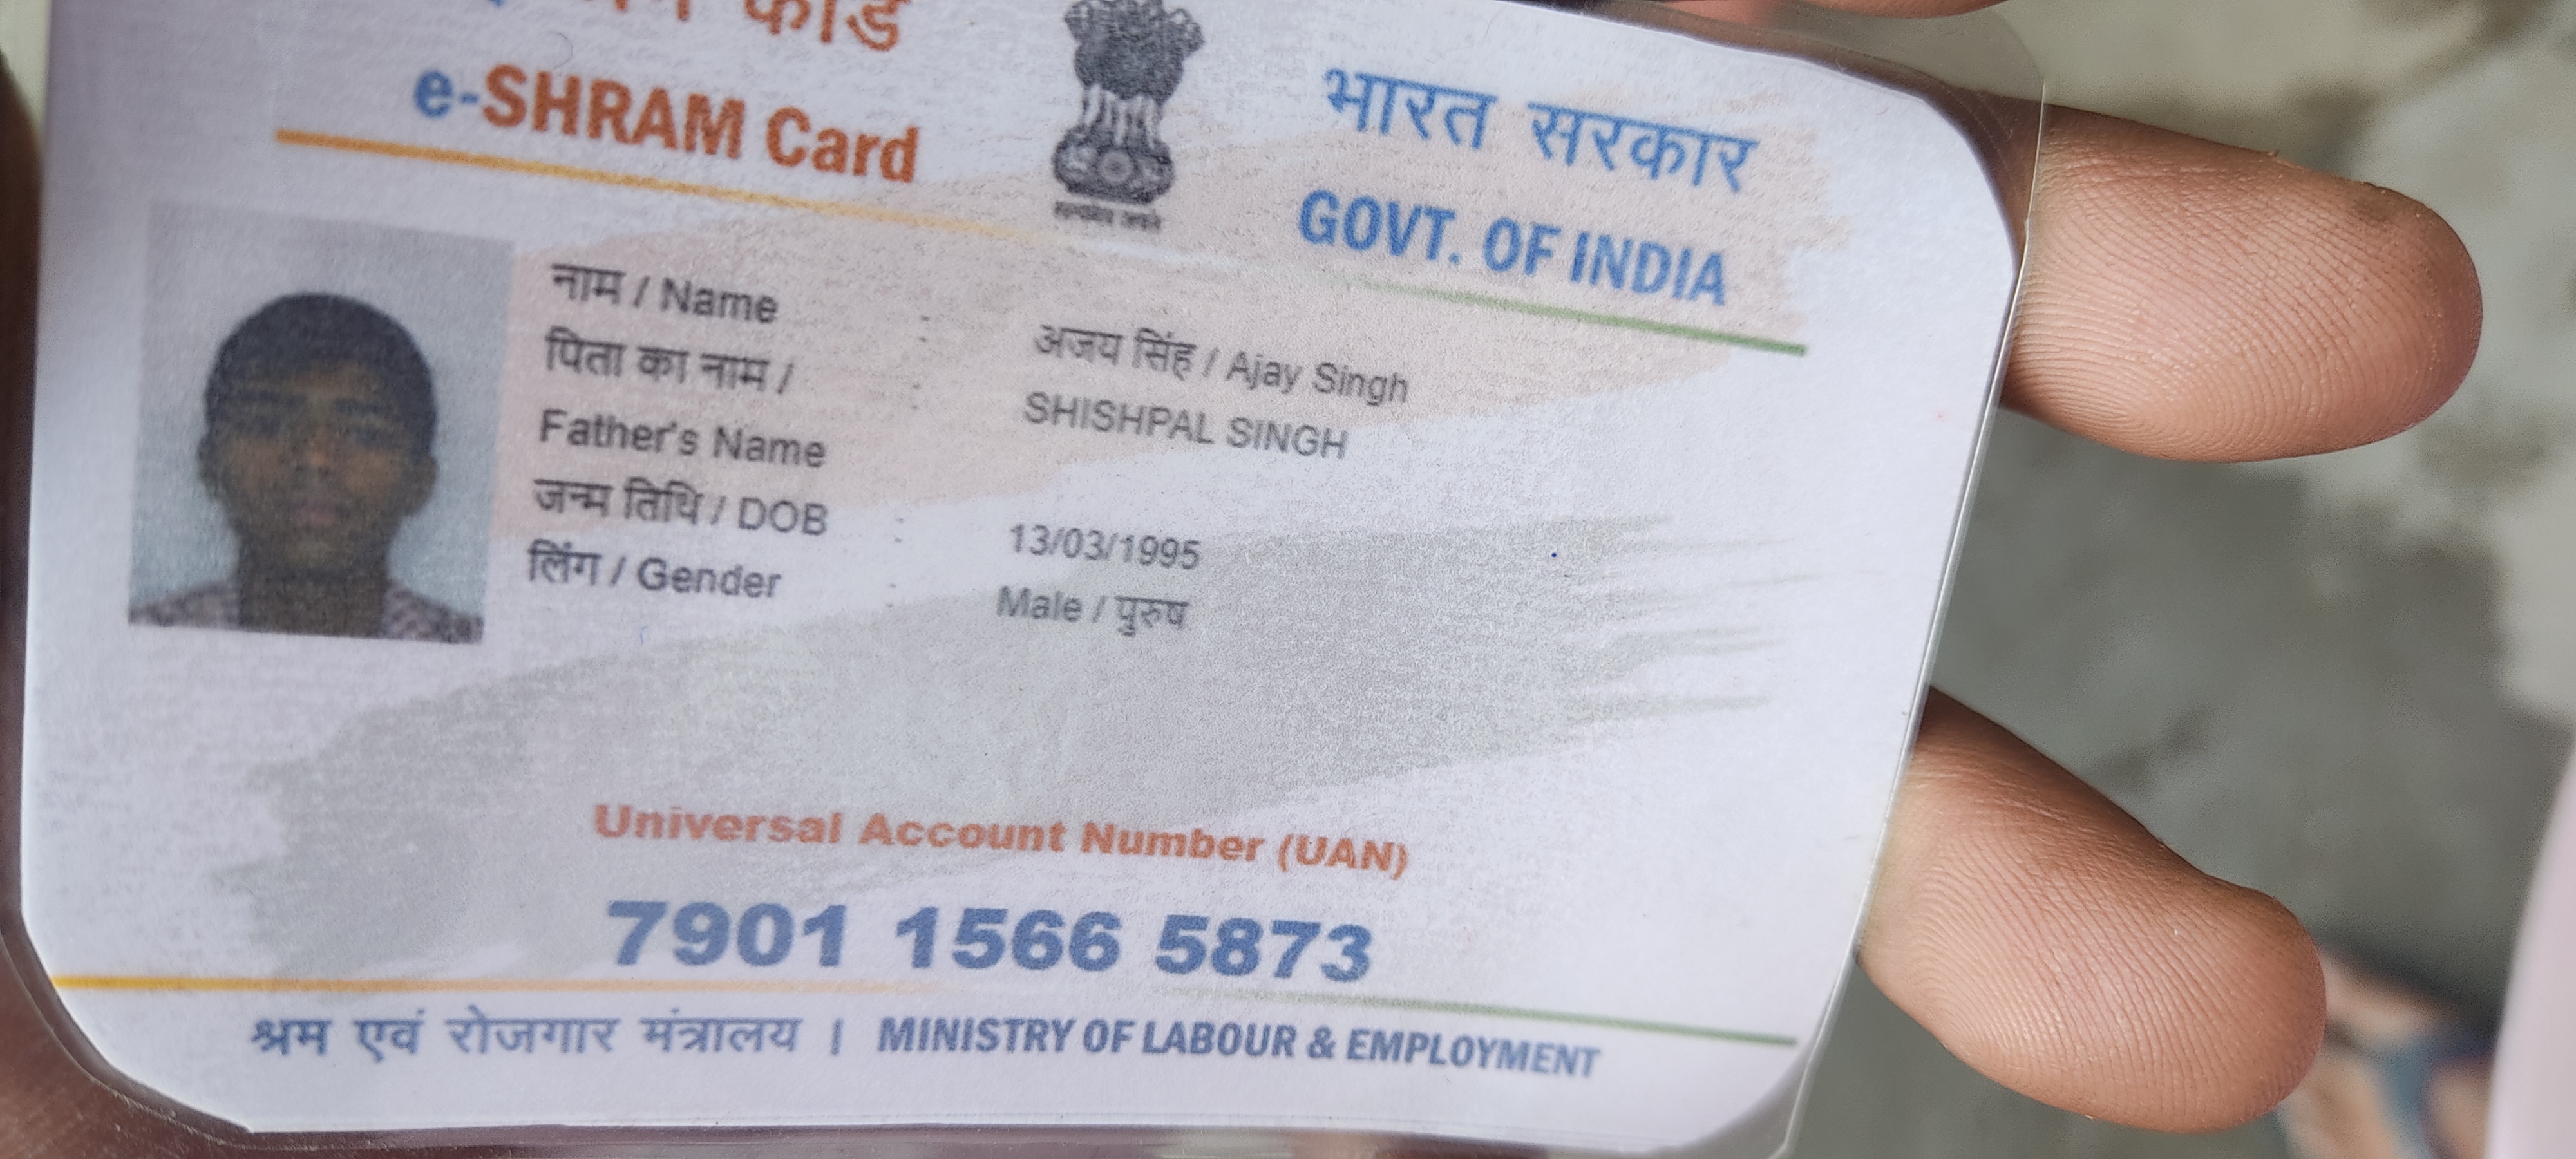 भारत सरकार
e-SHRAM Card
GOVT. OF INDIA
नाम / Name : अजय सिंह / Ajay Singh
पिता का नाम / : SHISHPAL SINGH
Father's Name
जन्म तिथि / DOB : 13/03/1995
लिंग / Gender : Male / पुरुष
Universal Account Number (UAN)
7901 1566 5873
श्रम एवं रोजगार मंत्रालय | MINISTRY OF LABOUR & EMPLOYMENT